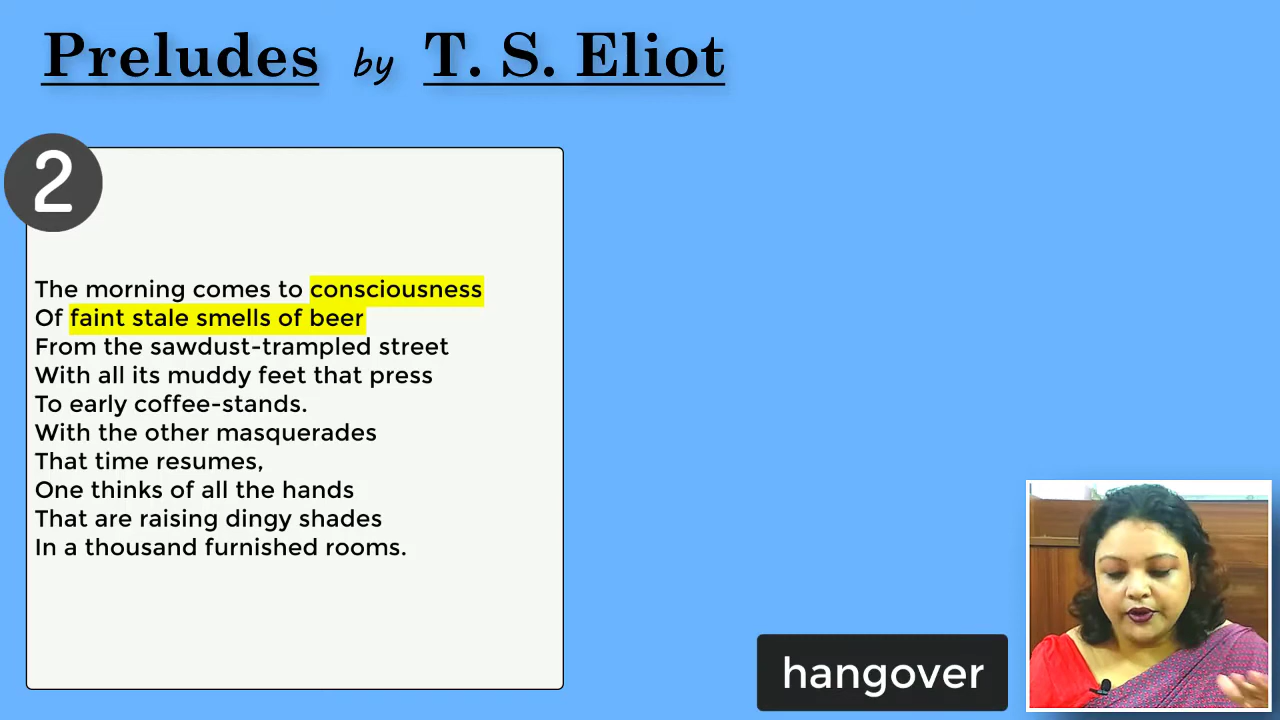 Preludes by T. S. Eliot
2
The morning comes to consciousness
Of faint stale smells of beer
From the sawdust-trampled street
With all its muddy feet that press
To early coffee-stands.
With the other masquerades
That time resumes,
One thinks of all the hands
That are raising dingy shades
In a thousand furnished rooms.
hangover